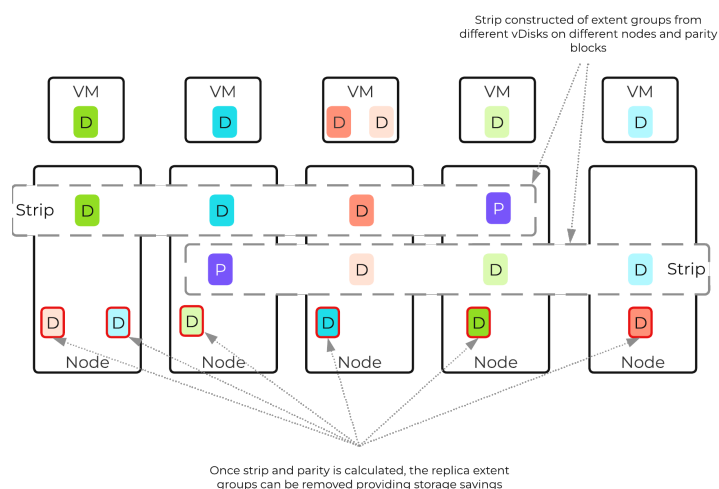 Strip constructed of extent groups from
different vDisks on different nodes and parity
blocks
VM
VM
VM
VM
VM
D
D
D
D
D
D
Strip
D
D
D
P
P
D
D
D
Strip
D
D
D
D
D
D
Node
Node
Node
Node
Node
Once strip and parity is calculated, the replica extent
groups can be removed providing storage savings